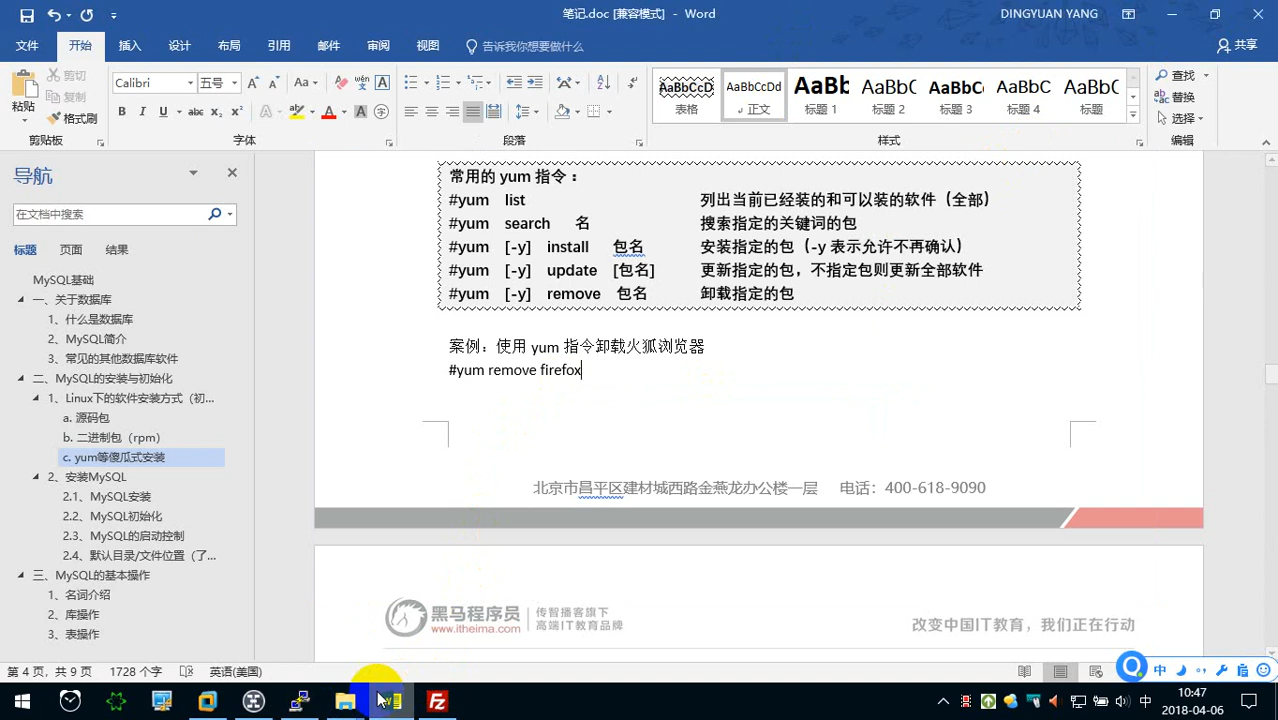 笔记.doc [兼容模式] - Word
DINGYUAN YANG
文件
开始
插入
设计
布局
引用
邮件
审阅
视图
告诉我你想要做什么
共享
粘贴
剪切
复制
格式刷
剪贴板
Calibri
五号
字体
段落
AaBbCcD
表格
AaBbCcDd
正文
AaBb
标题 1
AaBbC
标题 2
AaBbC
标题 3
AaBbC
标题 4
AaBbC
标题
样式
查找
替换
选择
编辑
导航
在文档中搜索
标题
页面
结果
MySQL基础
一、关于数据库
1、什么是数据库
2、MySQL简介
3、常见的其他数据库软件
二、MySQL的安装与初始化
1、Linux下的软件安装方式（初...
a. 源码包
b. 二进制包（rpm）
c. yum等傻瓜式安装
2、安装MySQL
2.1、MySQL安装
2.2、MySQL初始化
2.3、MySQL的启动控制
2.4、默认目录/文件位置（了...
三、MySQL的基本操作
1、名词介绍
2、库操作
3、表操作
常用的 yum 指令：
#yum list 列出当前已经装的和可以装的软件（全部）
#yum search 名 搜索指定的关键词的包
#yum [-y] install 包名 安装指定的包（-y 表示允许不再确认）
#yum [-y] update [包名] 更新指定的包，不指定包则更新全部软件
#yum [-y] remove 包名 卸载指定的包
案例：使用 yum 指令卸载火狐浏览器
#yum remove firefox
北京市昌平区建材城西路金燕龙办公楼一层 电话：400-618-9090
黑马程序员
www.itheima.com
传智播客旗下
高端IT教育品牌
改变中国IT教育，我们正在行动
第 4 页，共 9 页
1728 个字
英语(美国)
中
中
10:47
2018-04-06